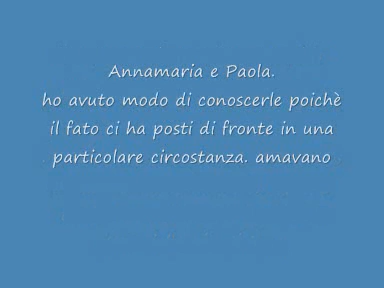 Annamaria e Paola.
ho avuto modo di conoscerle poichè
il fato ci ha posti di fronte in una
particolare circostanza. amavano